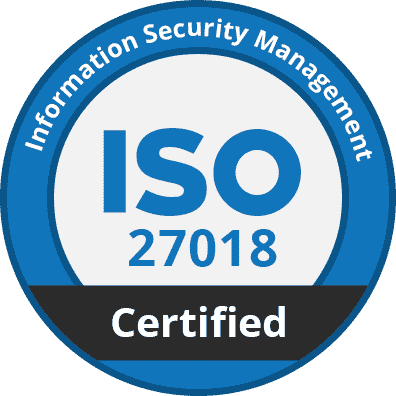 Information Security Management
ISO
27018
Certified